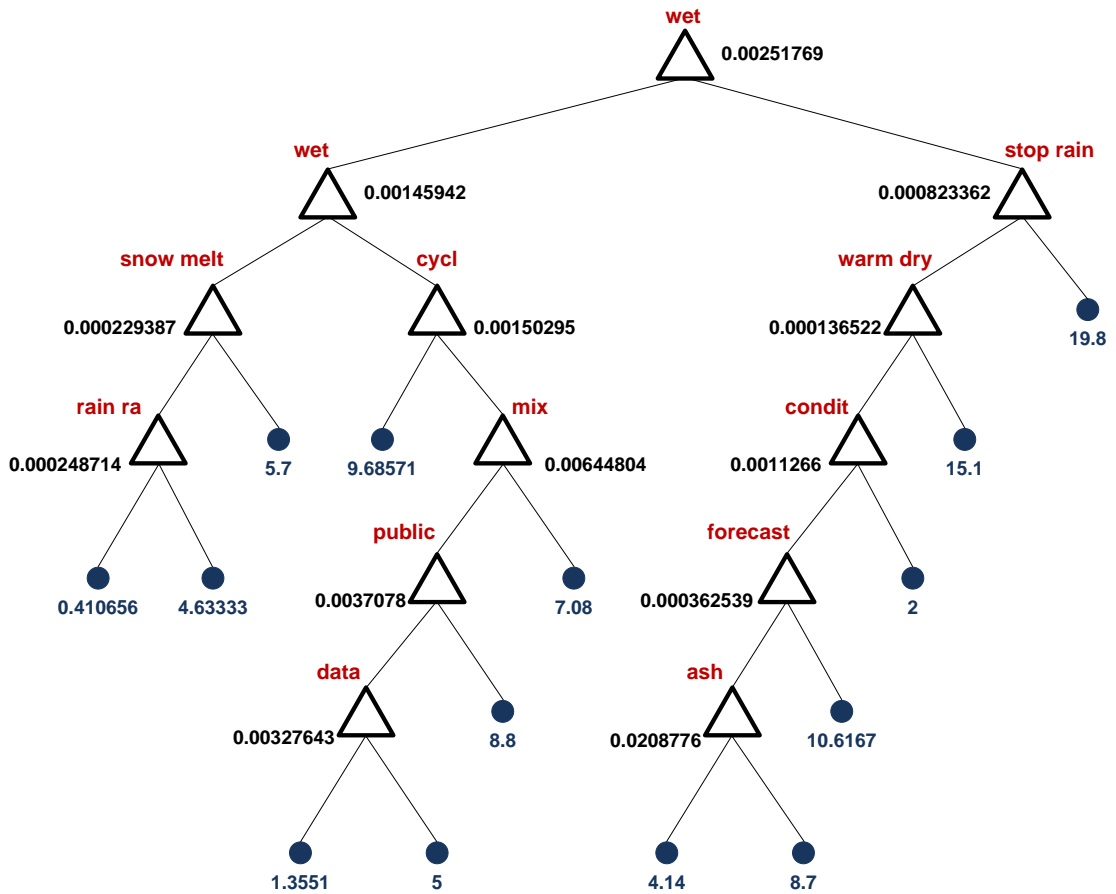 wet
0.00251769
wet
stop rain
0.00145942
0.000823362
snow melt
cycl
warm dry
0.000229387
0.00150295
0.000136522
19.8
rain ra
mix
condit
0.000248714
5.7
9.68571
0.00644804
0.0011266
15.1
public
forecast
0.410656
4.63333
0.0037078
7.08
0.000362539
2
data
ash
0.00327643
8.8
0.0208776
10.6167
1.3551
5
4.14
8.7